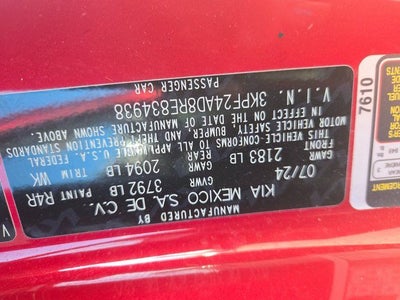 MANUFACTURED BY
KIA MEXICO S.A. DE C.V.
07/24 GVWR 3792 LB PAINT R4R
GAWR
FRONT 2183 LB GAWR
REAR 2094 LB TRIM WK
THIS VEHICLE CONFORMS TO ALL APPLICABLE U.S.A. FEDERAL
MOTOR VEHICLE SAFETY, BUMPER, AND THEFT PREVENTION STANDARDS
IN EFFECT ON THE DATE OF MANUFACTURE SHOWN ABOVE.
V.I.N. 3KPF24AD8RE834938
PASSENGER CAR
7610